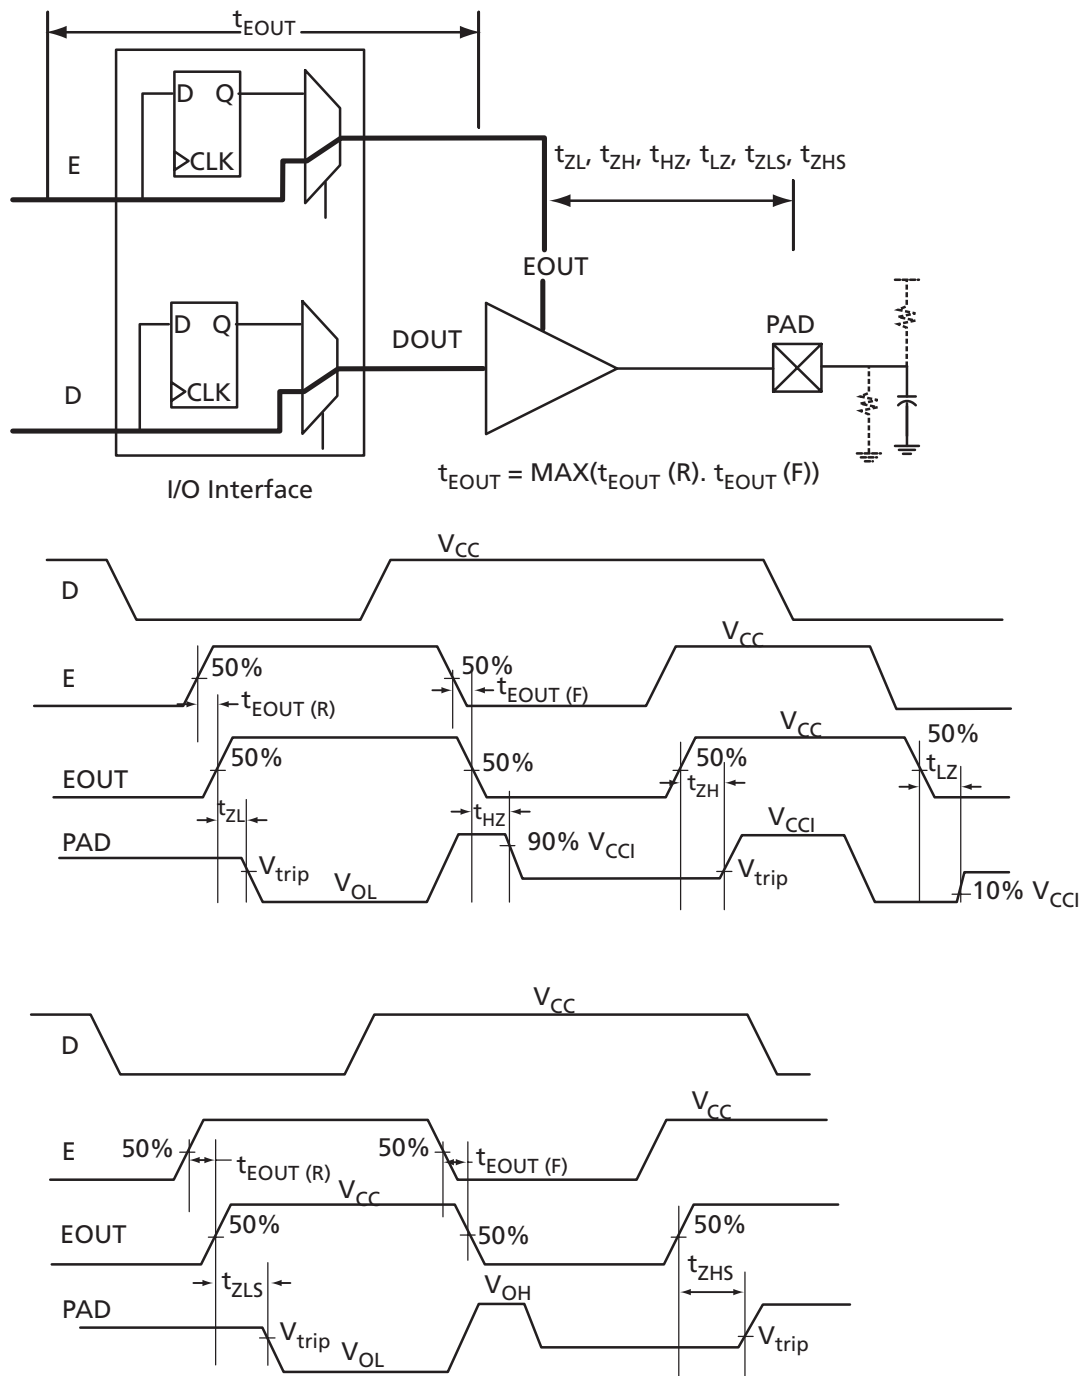 tEOUT
D Q
CLK
E
tZL, tZH, tHZ, tLZ, tZLS, tZHS
EOUT
D Q
CLK
DOUT
PAD
D
I/O Interface
tEOUT = MAX(tEOUT (R). tEOUT (F))
VCC
D
VCC
E
50%
50%
tEOUT (R)
tEOUT (F)
VCC
50%
EOUT
50%
50%
50%
tZL
tHZ
tZH
tLZ
PAD
Vtrip
VOL
90% VCCI
VCCI
Vtrip
10% VCCI
VCC
D
VCC
E
50%
50%
tEOUT (R)
tEOUT (F)
VCC
EOUT
50%
50%
50%
tZLS
VOH
tZHS
PAD
Vtrip
VOL
Vtrip